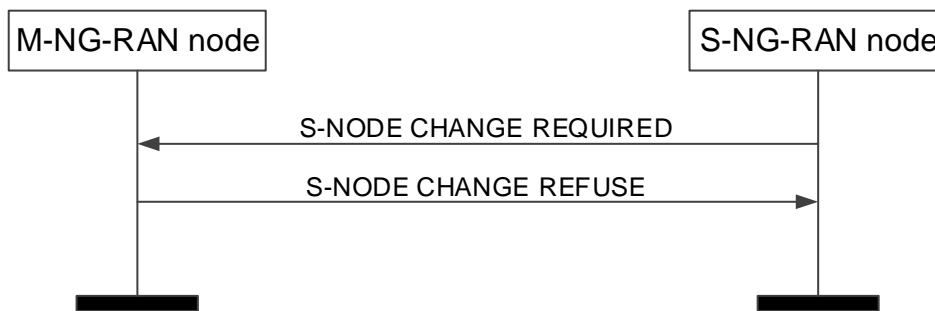 M-NG-RAN node
S-NG-RAN node
S-NODE CHANGE REQUIRED
S-NODE CHANGE REFUSE